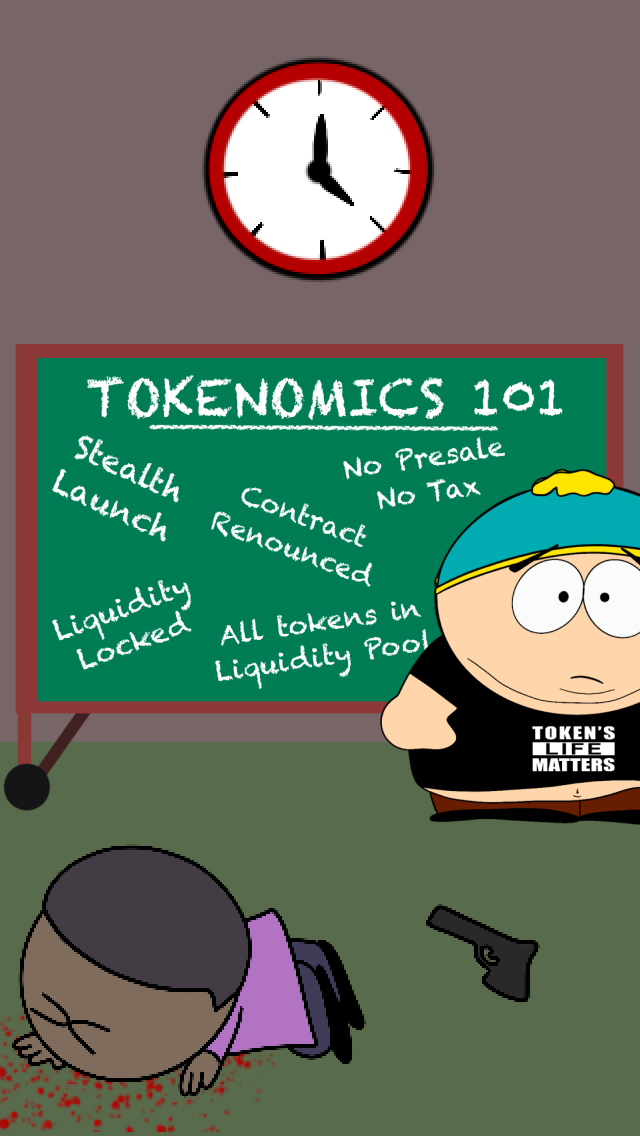 TOKENOMICS 101
Stealth
Launch
No Presale
No Tax
Contract
Renounced
Liquidity
Locked
All tokens in
Liquidity Pool
TOKEN'S
LIFE
MATTERS